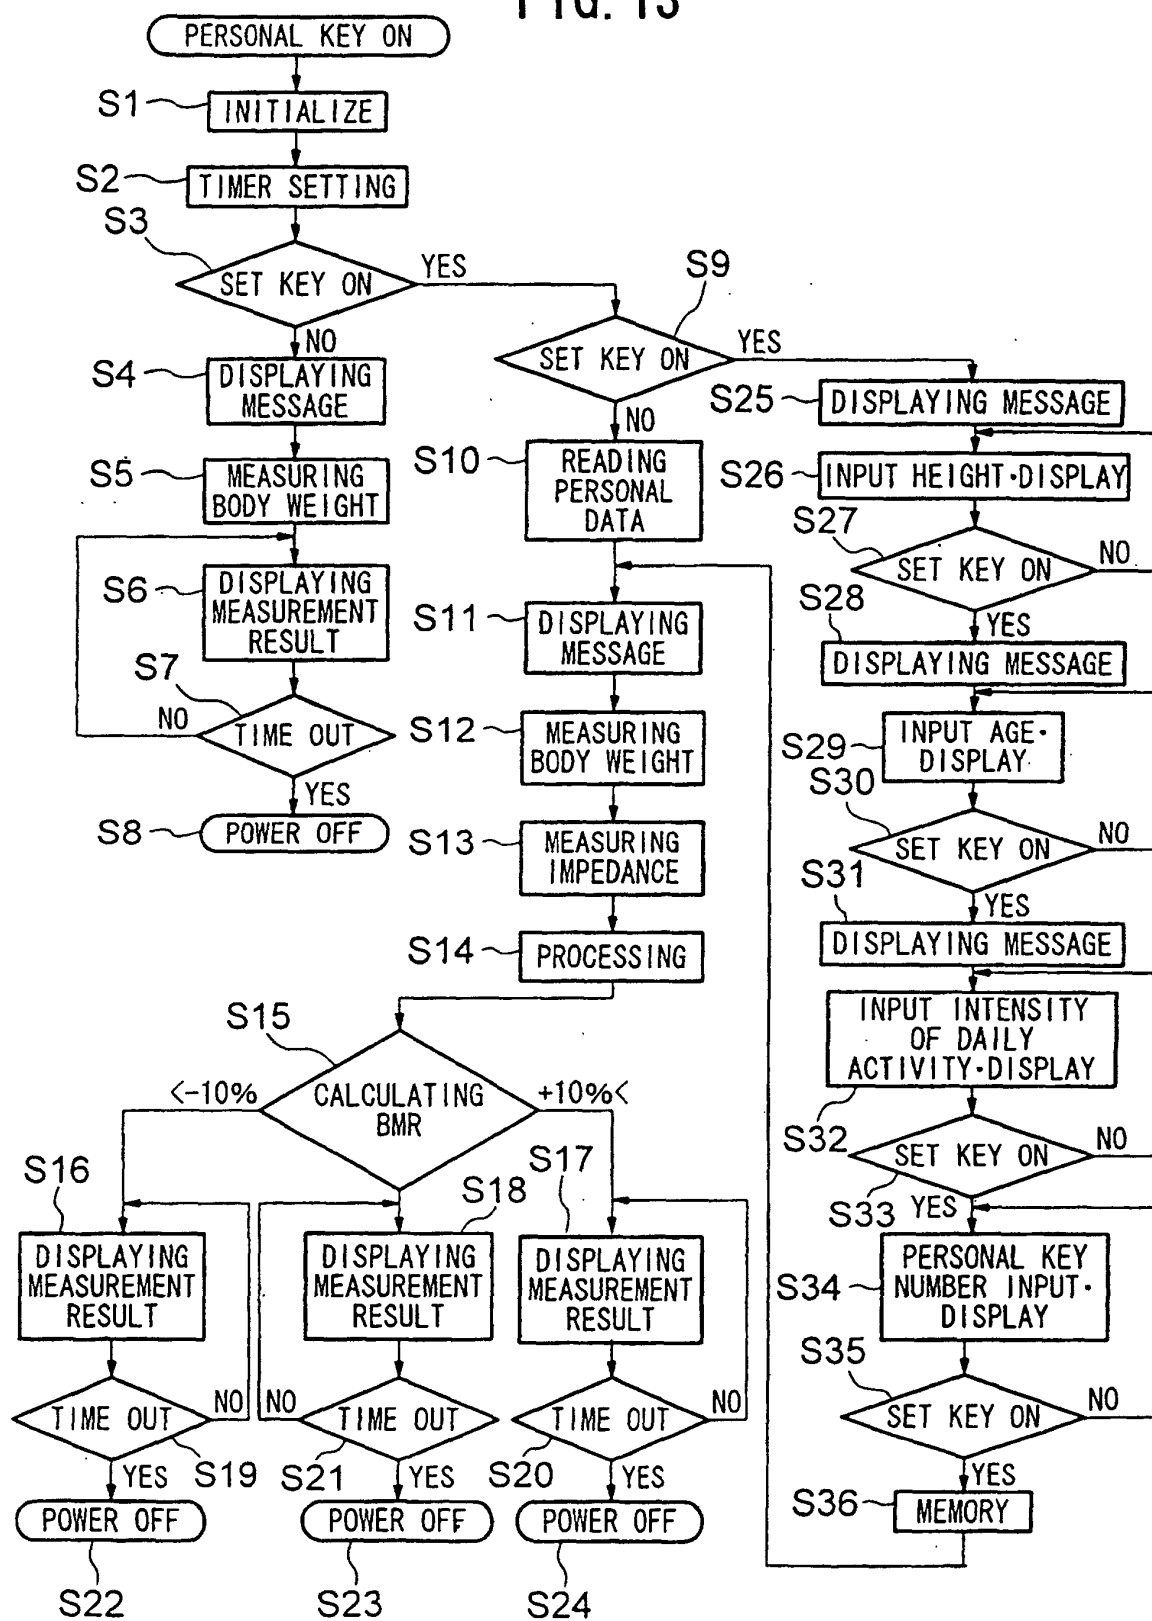 FIG. 13
PERSONAL KEY ON
S1
INITIALIZE
S2
TIMER SETTING
S3
SET KEY ON
YES
NO
S4
DISPLAYING
MESSAGE
S5
MEASURING
BODY WEIGHT
S6
DISPLAYING
MEASUREMENT
RESULT
S7
NO
TIME OUT
YES
S8
POWER OFF
S9
SET KEY ON
YES
NO
S10
READING
PERSONAL
DATA
S11
DISPLAYING
MESSAGE
S12
MEASURING
BODY WEIGHT
S13
MEASURING
IMPEDANCE
S14
PROCESSING
S15
<-10%
CALCULATING
BMR
+10%<
S16
DISPLAYING
MEASUREMENT
RESULT
TIME OUT
NO
S19
YES
POWER OFF
S22
S18
DISPLAYING
MEASUREMENT
RESULT
NO
TIME OUT
S21
YES
POWER OFF
S23
S17
DISPLAYING
MEASUREMENT
RESULT
TIME OUT
NO
S20
YES
POWER OFF
S24
S25
DISPLAYING MESSAGE
S26
INPUT HEIGHT·DISPLAY
S27
SET KEY ON
NO
YES
S28
DISPLAYING MESSAGE
S29
INPUT AGE·
DISPLAY
S30
SET KEY ON
NO
YES
S31
DISPLAYING MESSAGE
INPUT INTENSITY
OF DAILY
ACTIVITY·DISPLAY
S32
SET KEY ON
NO
S33
YES
S34
PERSONAL KEY
NUMBER INPUT·
DISPLAY
S35
SET KEY ON
NO
YES
S36
MEMORY